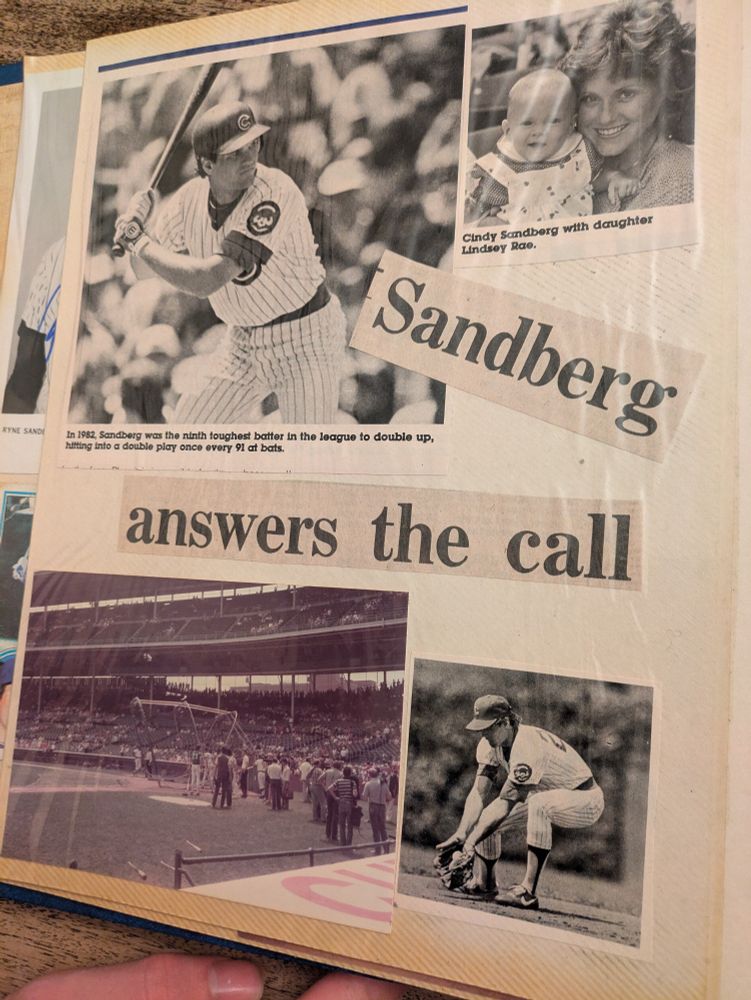 Cindy Sandberg with daughter
Lindsey Rae.
Sandberg
In 1982, Sandberg was the ninth toughest batter in the league to double up,
hitting into a double play once every 91 at bats.
answers the call
RYNE SAND
C